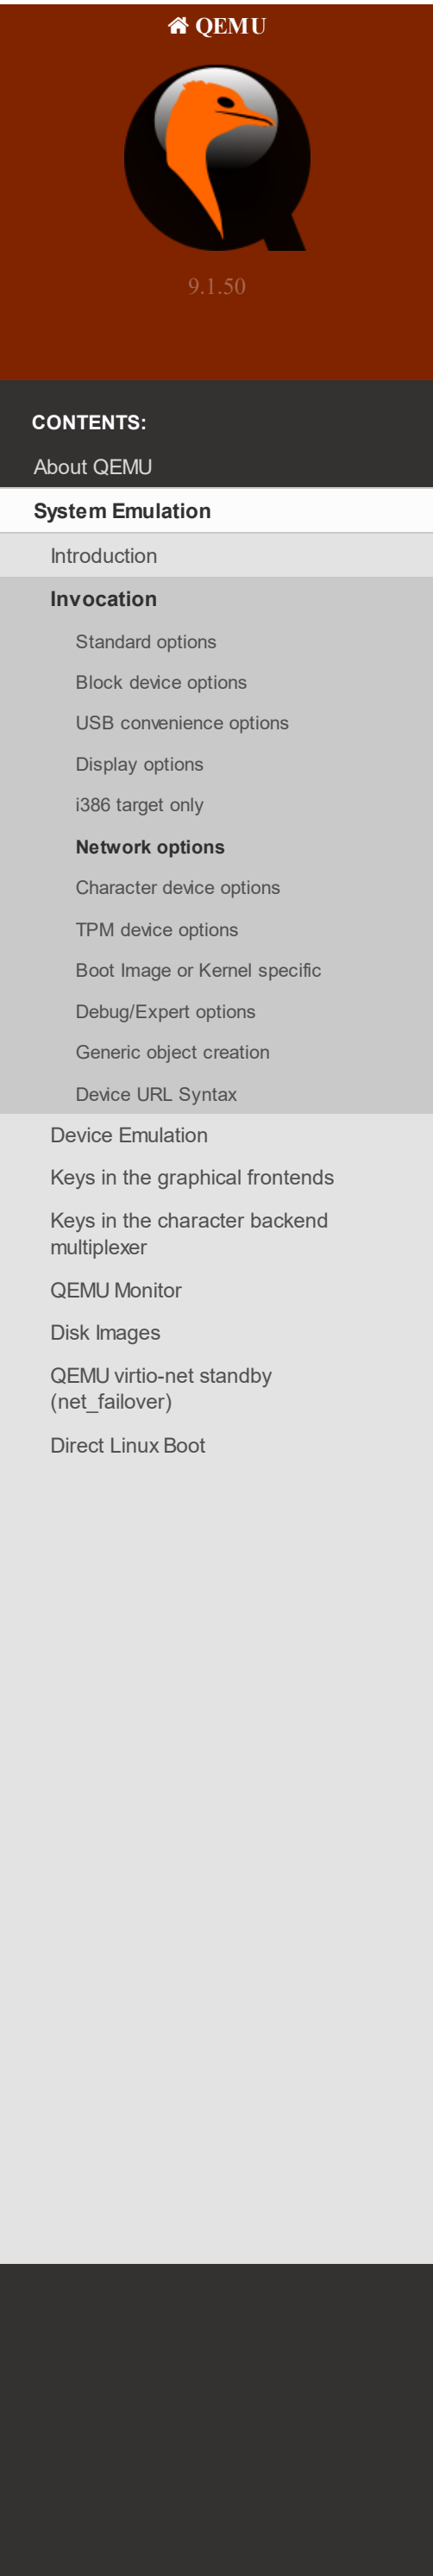 QEMU
9.1.50
CONTENTS:
About QEMU
System Emulation
Introduction
Invocation
Standard options
Block device options
USB convenience options
Display options
i386 target only
Network options
Character device options
TPM device options
Boot Image or Kernel specific
Debug/Expert options
Generic object creation
Device URL Syntax
Device Emulation
Keys in the graphical frontends
Keys in the character backend
multiplexer
QEMU Monitor
Disk Images
QEMU virtio-net standby
(net_failover)
Direct Linux Boot